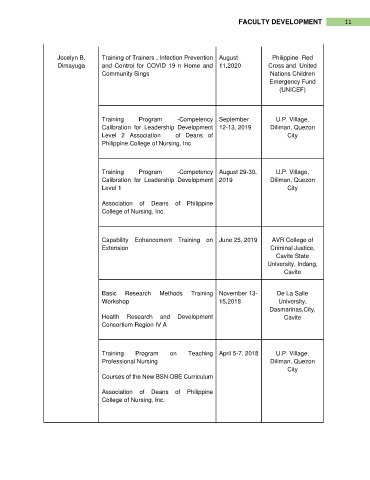 FACULTY DEVELOPMENT 11
Jocelyn B.
Dimayuga
Training of Trainers , Infection Prevention
and Control for COVID 19 n Home and
Community Sings
August
11,2020
Philippine Red
Cross and United
Nations Children
Emergency Fund
(UNICEF)
Training Program -Competency
Calibration for Leadership Development
Level 2 Association of Deans of
Philippine College of Nursing, Inc
September
12-13, 2019
U.P. Village,
Diliman, Quezon
City
Training Program -Competency
Calibration for Leadership Development
Level 1
Association of Deans of Philippine
College of Nursing, Inc.
August 29-30,
2019
U.P. Village,
Diliman, Quezon
City
Capability Enhancement Training on
Extension
June 25, 2019
AVR College of
Criminal Justice,
Cavite State
University, Indang,
Cavite
Basic Research Methods Training
Workshop
Health Research and Development
Consortium Region IV A
November 13-
15,2018
De La Salle
University,
Dasmarinas,City,
Cavite
Training Program on Teaching
Professional Nursing
Courses of the New BSN OBE Curriculum
Association of Deans of Philippine
College of Nursing, Inc.
April 5-7, 2018
U.P. Village,
Diliman, Quezon
City